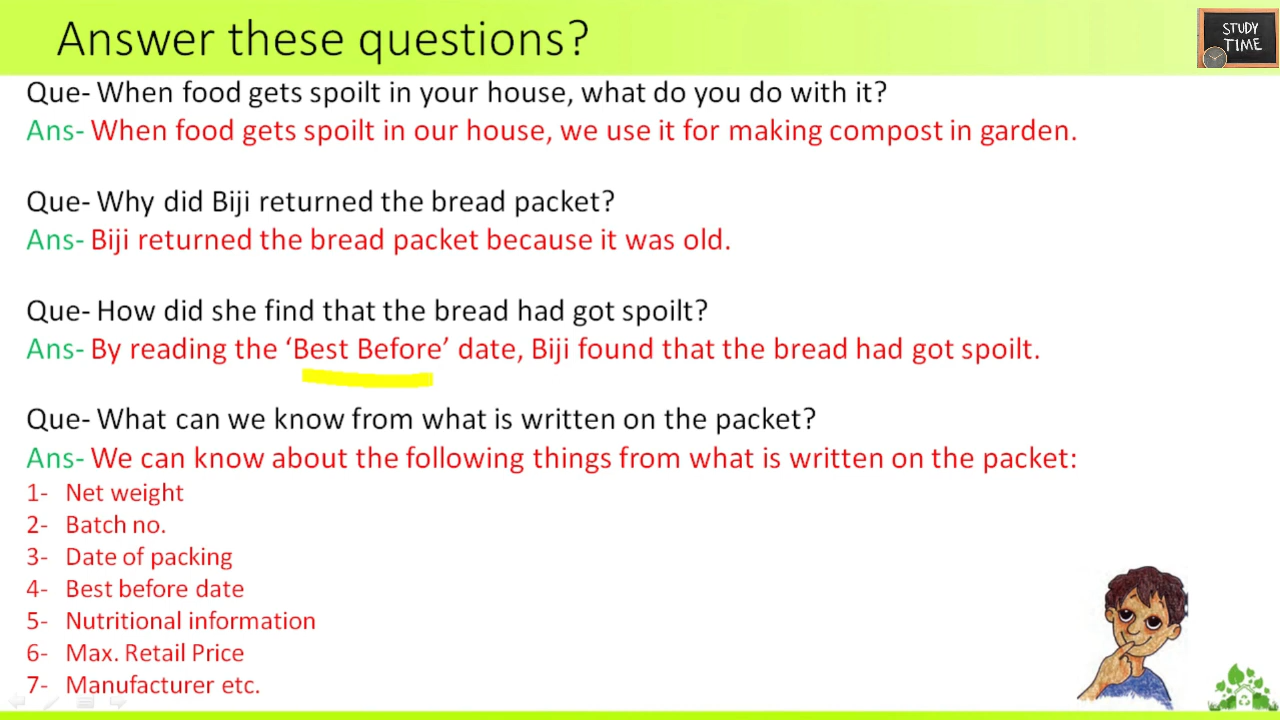 Answer these questions?
STUDY
TIME
Que- When food gets spoilt in your house, what do you do with it?
Ans- When food gets spoilt in our house, we use it for making compost in garden.
Que- Why did Biji returned the bread packet?
Ans- Biji returned the bread packet because it was old.
Que- How did she find that the bread had got spoilt?
Ans- By reading the ‘Best Before’ date, Biji found that the bread had got spoilt.
Que- What can we know from what is written on the packet?
Ans- We can know about the following things from what is written on the packet:
1- Net weight
2- Batch no.
3- Date of packing
4- Best before date
5- Nutritional information
6- Max. Retail Price
7- Manufacturer etc.